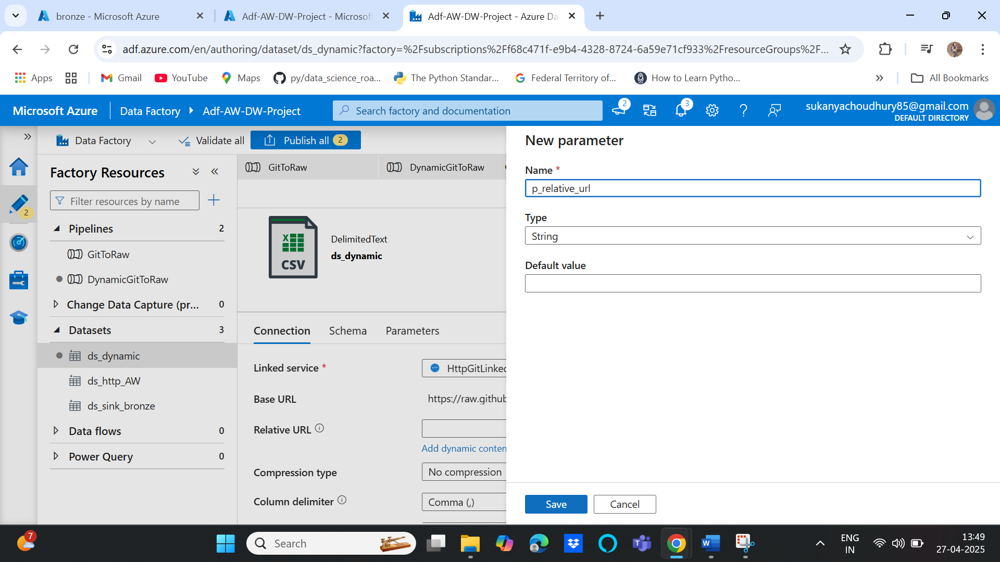 bronze - Microsoft Azure
Adf-AW-DW-Project - Microsof
Adf-AW-DW-Project - Azure Da
adf.azure.com/en/authoring/dataset/ds_dynamic?factory=%2Fsubscriptions%2Ff68c471f-e9b4-4328-8724-6a59e71cf933%2FresourceGroups%2F...
Apps
Gmail
YouTube
Maps
py/data_science_roa...
The Python Standar...
Federal Territory of...
How to Learn Pytho...
All Bookmarks
Microsoft Azure
Data Factory
Adf-AW-DW-Project
Search factory and documentation
2
3
sukanyachoudhury85@gmail.com
DEFAULT DIRECTORY
Data Factory
Validate all
Publish all 2
2
Factory Resources
Filter resources by name
Pipelines 2
GitToRaw
DynamicGitToRaw
Change Data Capture (pr... 0
Datasets 3
ds_dynamic
ds_http_AW
ds_sink_bronze
Data flows 0
Power Query 0
GitToRaw
DynamicGitToRaw
CSV
DelimitedText
ds_dynamic
Connection
Schema
Parameters
Linked service *
HTTP
HttpGitLinked
Base URL
https://raw.github
Relative URL
Add dynamic conten
Compression type
No compression
Column delimiter
Comma (,)
New parameter
Name *
p_relative_url
Type
String
Default value
Save
Cancel
7
Search
ENG
IN
13:49
27-04-2025